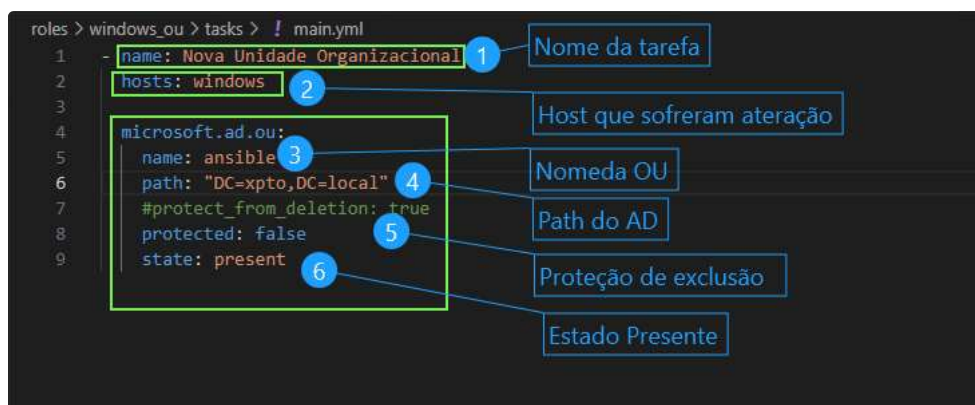 roles > windows_ou > tasks > ! main.yml
1 - name: Nova Unidade Organizacional 1 Nome da tarefa
2 hosts: windows 2
3 Host que sofreram ateração
4 microsoft.ad.ou:
5 name: ansible 3 Nomeda OU
6 path: "DC=xpto,DC=local" 4
7 #protect_from_deletion: true Path do AD
8 protected: false 5
9 state: present 6 Proteção de exclusão
Estado Presente